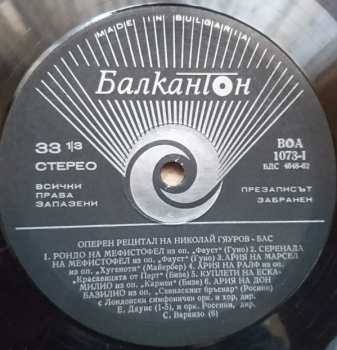 MADE IN BULGARIA
Балкантон
33 1/3
СТЕРЕО
ВОА
1073-I
БДС 4048-62
ВСИЧКИ
ПРАВА
ЗАПАЗЕНИ
ПРЕЗАПИСЪТ
ЗАБРАНЕН
ОПЕРЕН РЕЦИТАЛ НА НИКОЛАЙ ГЯУРОВ - БАС
1. РОНДО НА МЕФИСТОФЕЛ из оп. „Фауст" (Гуно) 2. СЕРЕНАДА
НА МЕФИСТОФЕЛ из оп. „Фауст" (Гуно) 3. АРИЯ НА МАРСЕЛ
из оп. „Хугеноти" (Майербер) 4. АРИЯ НА РАЛФ из оп.
„Красавицата от Перт" (Бизе) 5. КУПЛЕТИ НА ЕСКА-
МИЛИО из оп. „Кармен" (Бизе) 6. АРИЯ НА ДОН
БАЗИЛИО из оп. „Севилският бръснар" (Росини)
с Лондонски симфоничен орк. и хор, дир.
Е. Даунс (1-5), и орк. Росини, дир.
С. Варвизо (6)